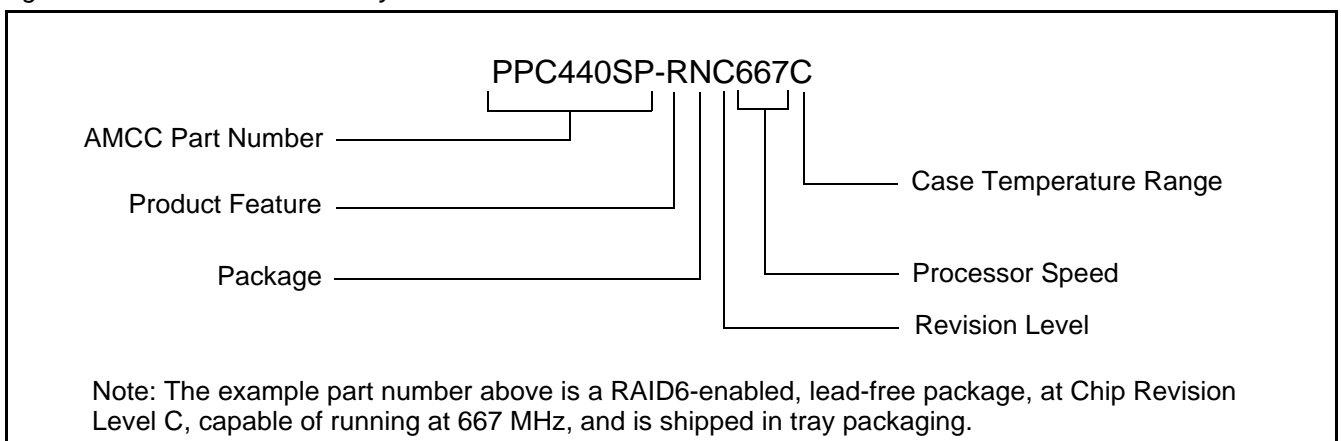 PPC440SP-RNC667C
AMCC Part Number
Product Feature
Package
Case Temperature Range
Processor Speed
Revision Level
Note: The example part number above is a RAID6-enabled, lead-free package, at Chip Revision
Level C, capable of running at 667 MHz, and is shipped in tray packaging.